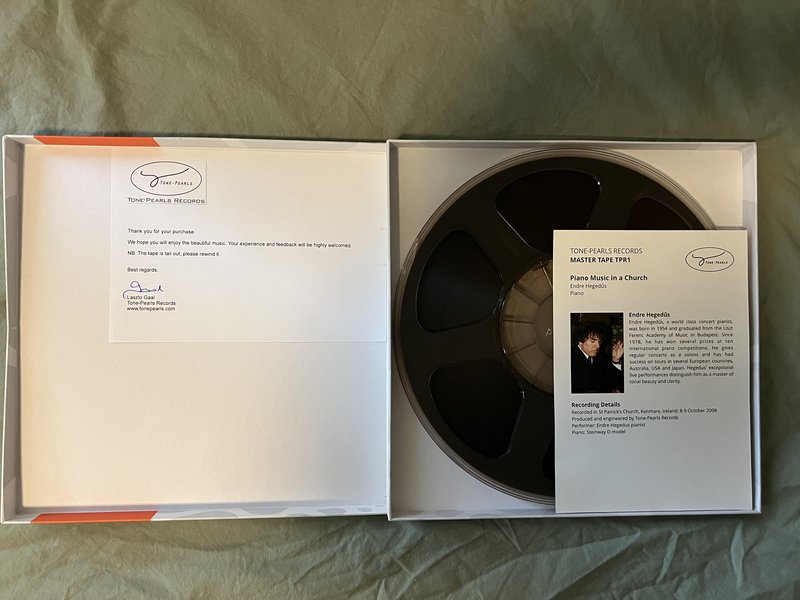 TONE-PEARLS
TONE-PEARLS RECORDS
Thank you for your purchase.
We hope you will enjoy the beautiful music. Your experience and feedback will be highly welcomed.
NB: The tape is tail out, please rewind it.
Best regards.
Laszlo Gaal
Tone-Pearls Records
www.tonepearls.com
TONE-PEARLS RECORDS
MASTER TAPE TPR1
TONE-PEARLS
Piano Music in a Church
Endre Hegedűs
Piano
Endre Hegedűs
Endre Hegedűs, a world class concert pianist,
was born in 1954 and graduated from the Liszt
Ferenc Academy of Music in Budapest. Since
1978, he has won several prizes at ten
international piano competitions. He gives
regular concerts as a soloist and has had
success on tours in several European countries,
Australia, USA and Japan. Hegedus' exceptional
live performances distinguish him as a master of
tonal beauty and clarity.
Recording Details
Recorded in St Patrick's Church, Kenmare, Ireland: 8-9 October 2008
Produced and engineered by Tone-Pearls Records
Performer: Endre Hegedus pianist
Piano: Steinway D-model